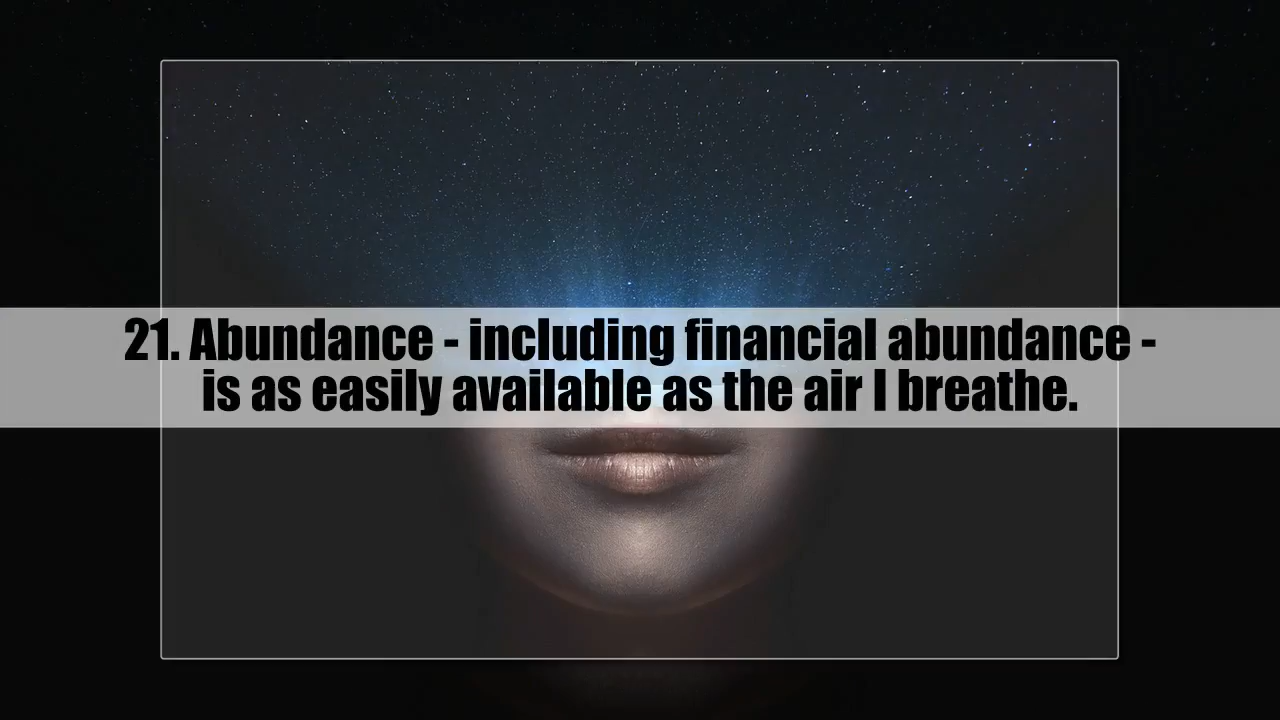 21. Abundance - including financial abundance -
is as easily available as the air I breathe.